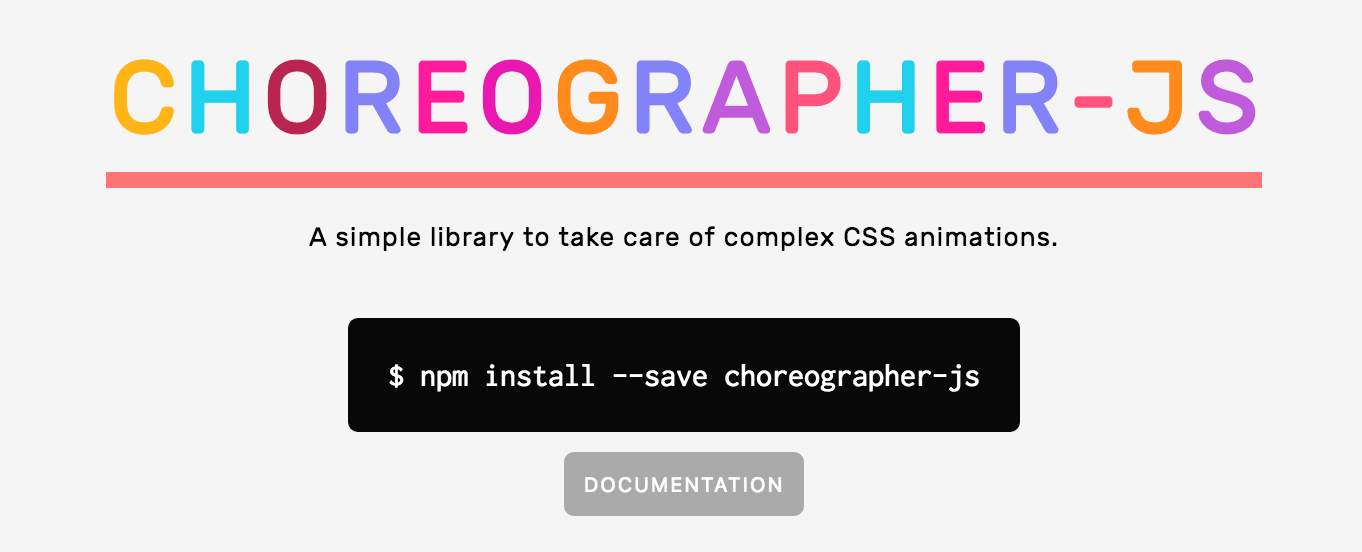 CHOREOGRAPHER-JS
A simple library to take care of complex CSS animations.
$ npm install --save choreographer-js
DOCUMENTATION